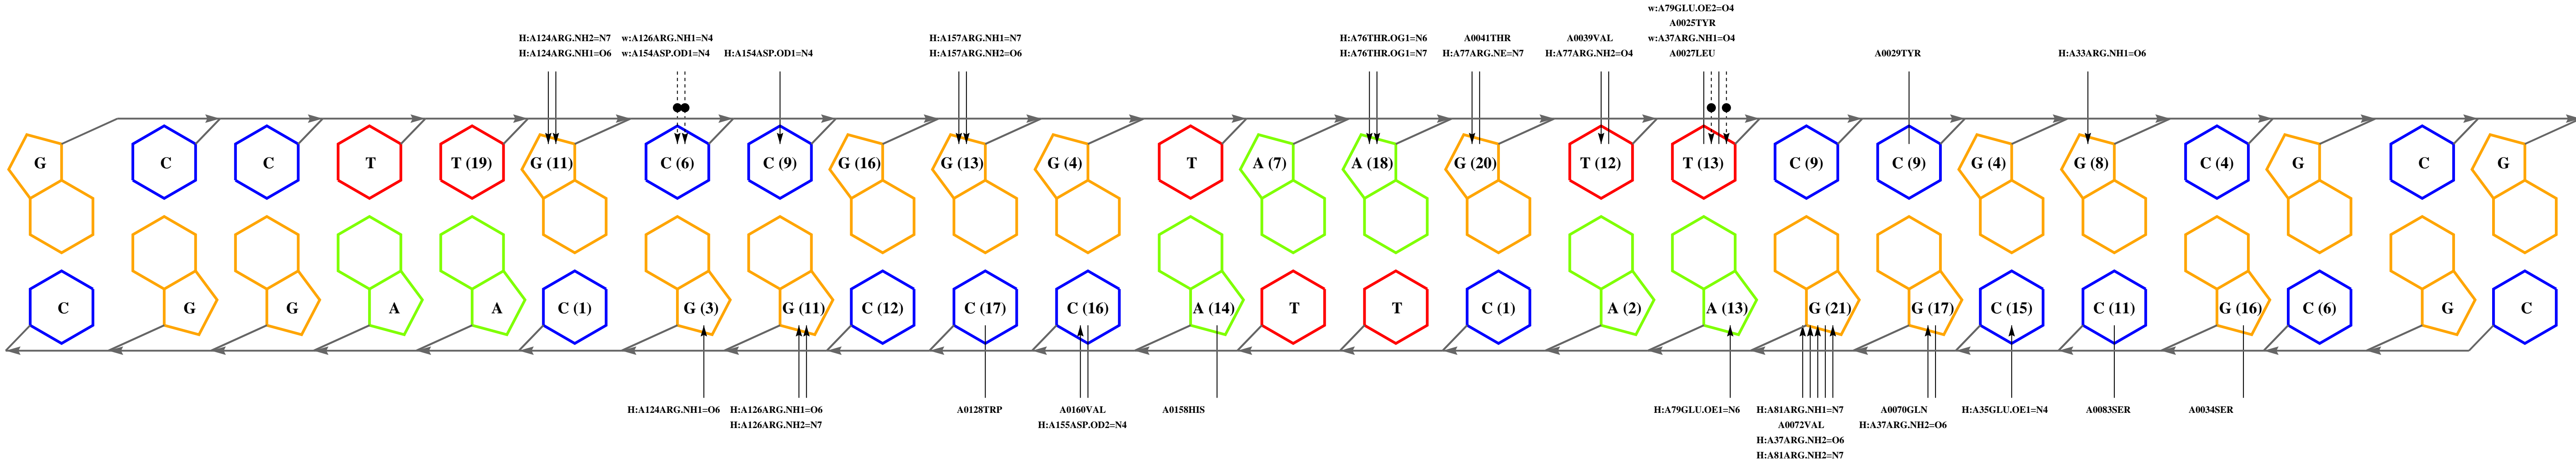 w:A79GLU.OE2=O4
A0025TYR
H:A124ARG.NH2=N7 w:A126ARG.NH1=N4 H:A157ARG.NH1=N7 H:A76THR.OG1=N6 A0041THR A0039VAL w:A37ARG.NH1=O4
H:A124ARG.NH1=O6 w:A154ASP.OD1=N4 H:A154ASP.OD1=N4 H:A157ARG.NH2=O6 H:A76THR.OG1=N7 H:A77ARG.NE=N7 H:A77ARG.NH2=O4 A0027LEU A0029TYR H:A33ARG.NH1=O6
G C C T T (19) G (11) C (6) C (9) G (16) G (13) G (4) T A (7) A (18) G (20) T (12) T (13) C (9) C (9) G (4) G (8) C (4) G C G
C G G A A C (1) G (3) G (11) C (12) C (17) C (16) A (14) T T C (1) A (2) A (13) G (21) G (17) C (15) C (11) G (16) C (6) G C
H:A124ARG.NH1=O6 H:A126ARG.NH1=O6 A0128TRP A0160VAL A0158HIS H:A79GLU.OE1=N6 H:A81ARG.NH1=N7 A0070GLN H:A35GLU.OE1=N4 A0083SER A0034SER
H:A126ARG.NH2=N7 H:A155ASP.OD2=N4 A0072VAL H:A37ARG.NH2=O6
H:A37ARG.NH2=O6
H:A81ARG.NH2=N7